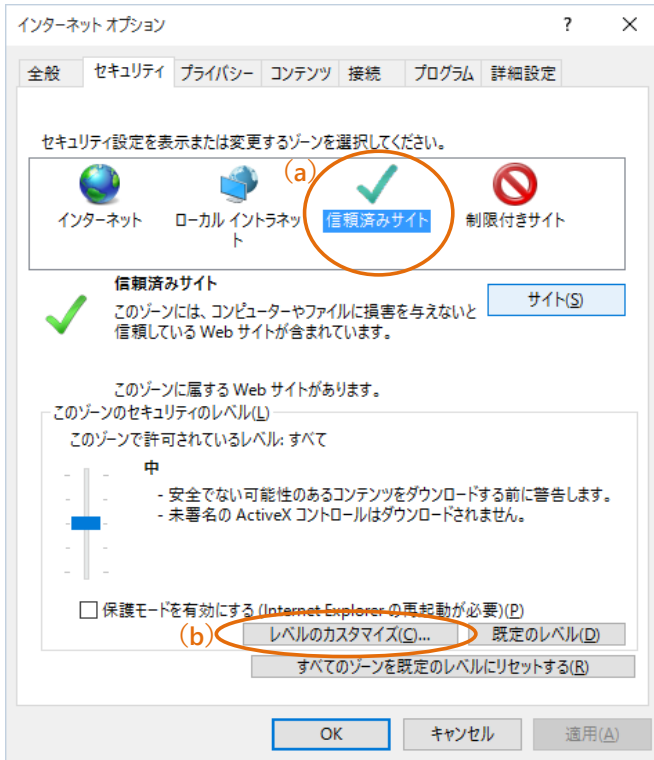 インターネット オプション ? ×
全般 セキュリティ プライバシー コンテンツ 接続 プログラム 詳細設定
セキュリティ設定を表示または変更するゾーンを選択してください。
(a)
インターネット ローカル イントラネッ 信頼済みサイト 制限付きサイト
ト
信頼済みサイト
このゾーンには、コンピューターやファイルに損害を与えないと サイト(S)
信頼している Web サイトが含まれています。
このゾーンに属する Web サイトがあります。
このゾーンのセキュリティのレベル(L)
このゾーンで許可されているレベル: すべて
中
- 安全でない可能性のあるコンテンツをダウンロードする前に警告します。
- 未署名の ActiveX コントロールはダウンロードされません。
保護モードを有効にする (Internet Explorer の再起動が必要)(P)
(b) レベルのカスタマイズ(C)... 既定のレベル(D)
すべてのゾーンを既定のレベルにリセットする(R)
OK キャンセル 適用(A)